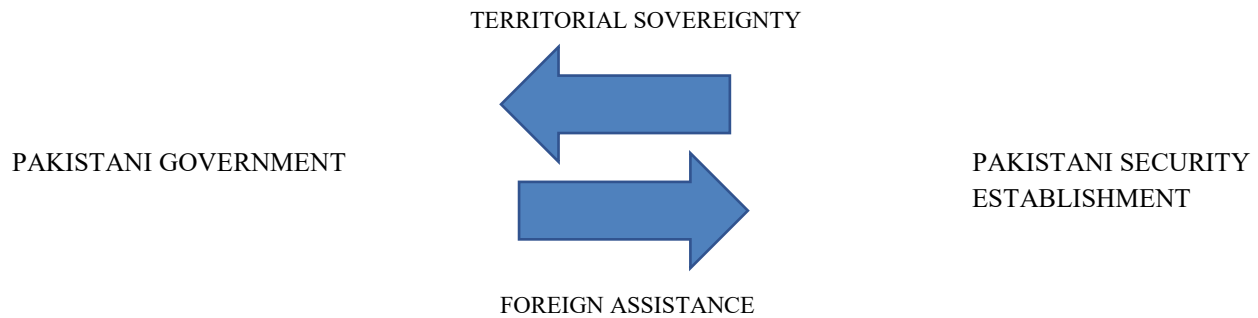 TERRITORIAL SOVEREIGNTY
PAKISTANI GOVERNMENT
PAKISTANI SECURITY
ESTABLISHMENT
FOREIGN ASSISTANCE